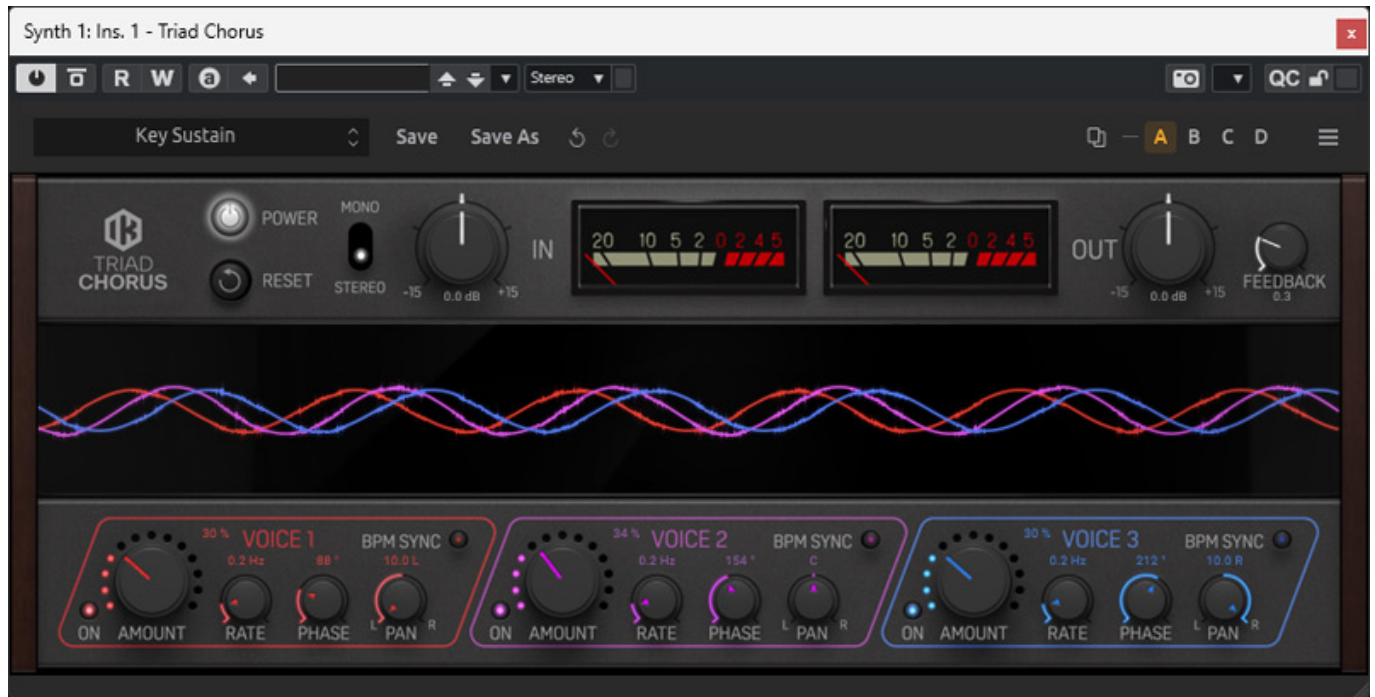 Synth 1: Ins. 1 - Triad Chorus
x
R W a Stereo QC
Key Sustain Save Save As A B C D
TRIAD
CHORUS
POWER
RESET
MONO
STEREO
-15 0.0 dB +15
IN
20 10 5 2 0 2 4 5
20 10 5 2 0 2 4 5
OUT
-15 0.0 dB +15
FEEDBACK
0.3
30 % VOICE 1 BPM SYNC
0.2 Hz 88 ° 10.0 L
L R
ON AMOUNT RATE PHASE PAN
34 % VOICE 2 BPM SYNC
0.2 Hz 154 ° C
L R
ON AMOUNT RATE PHASE PAN
30 % VOICE 3 BPM SYNC
0.2 Hz 212 ° 10.0 R
L R
ON AMOUNT RATE PHASE PAN